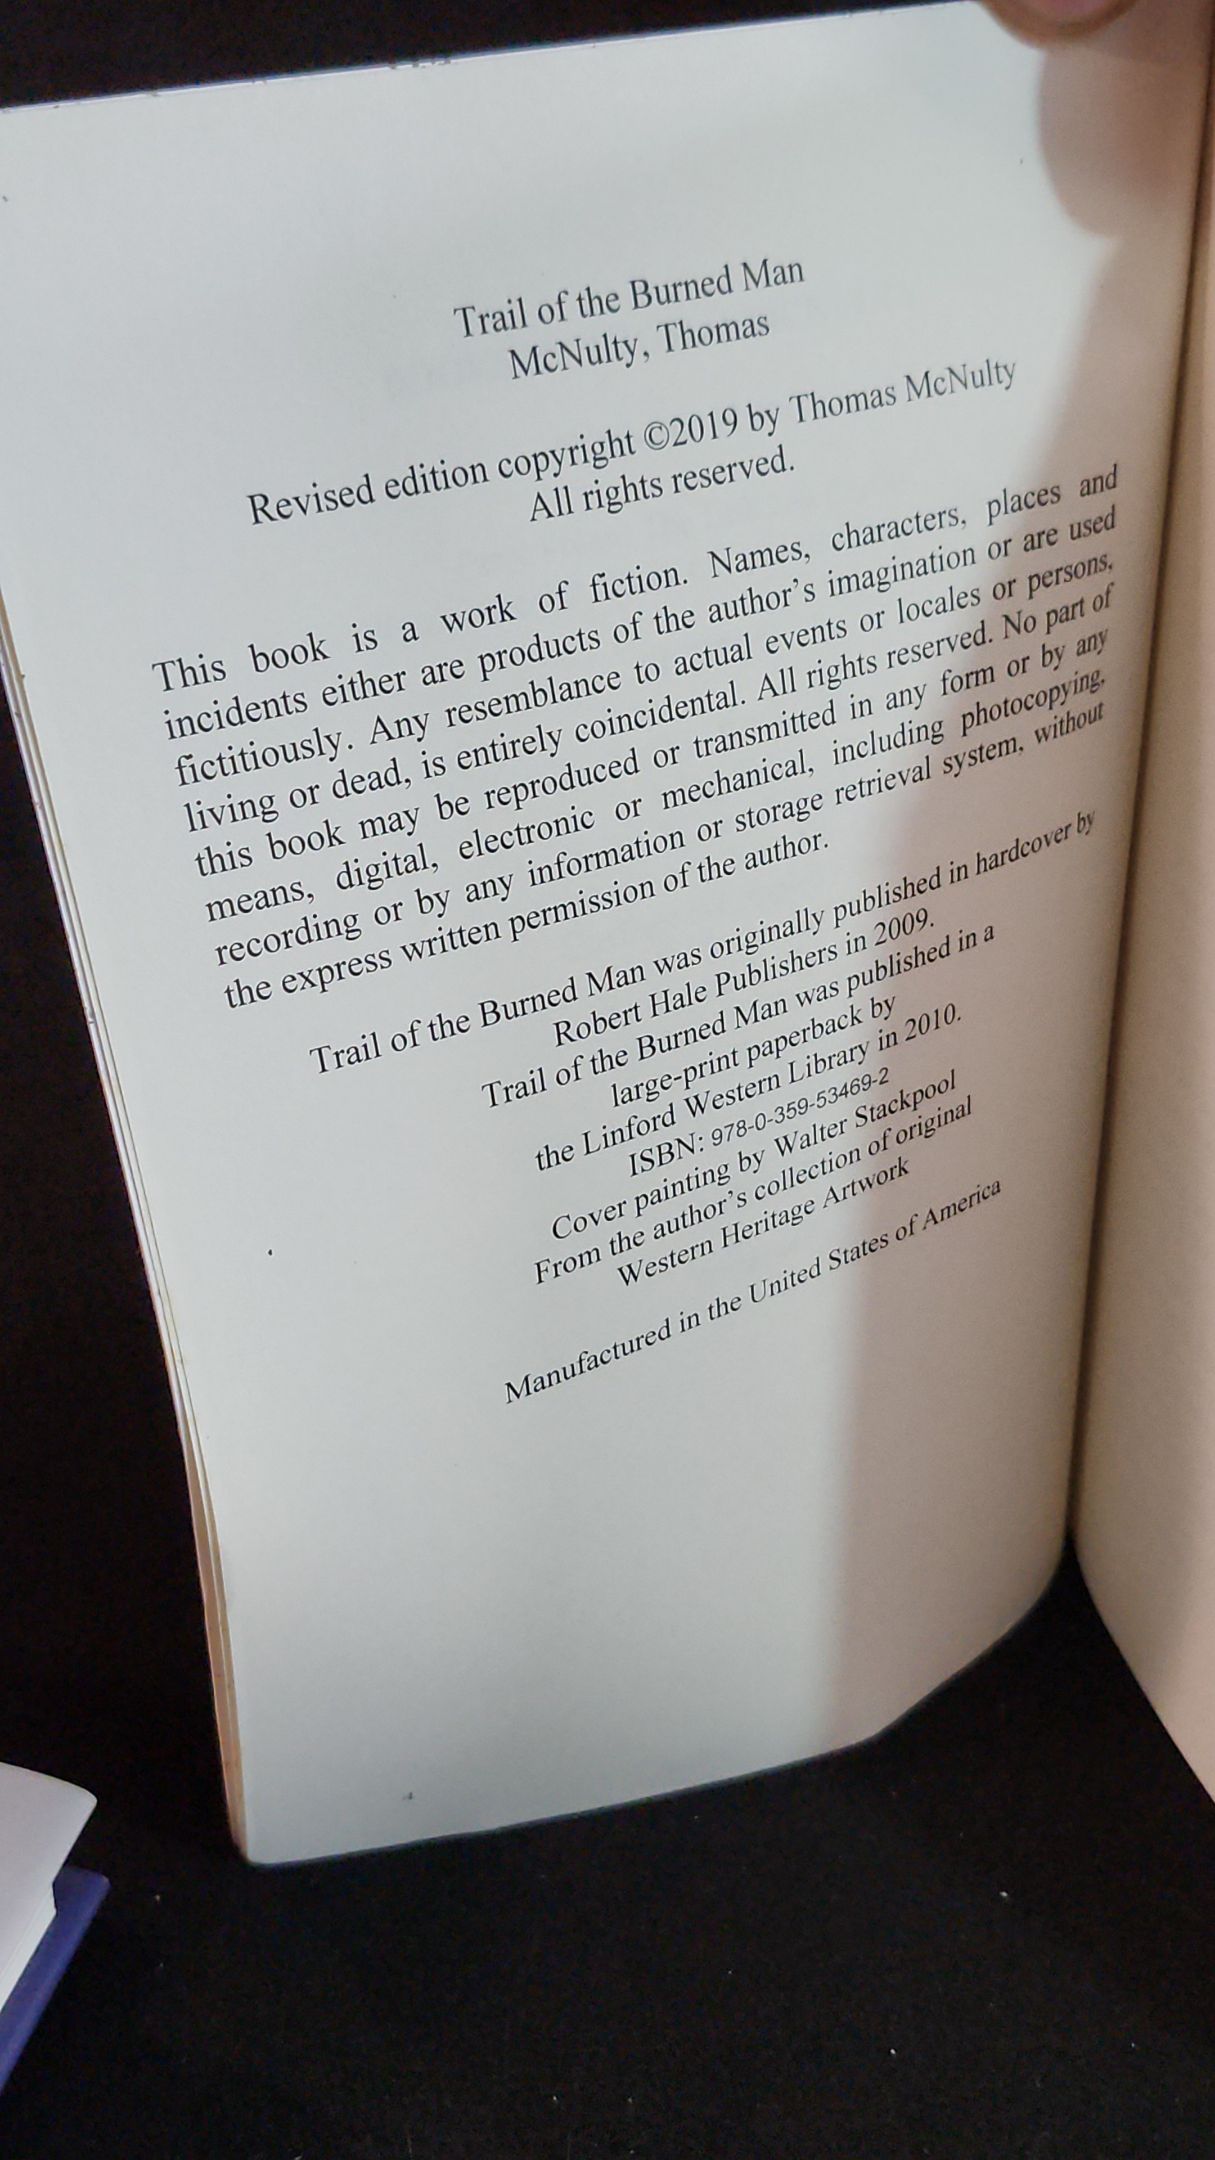 Trail of the Burned Man
McNulty, Thomas
Revised edition copyright ©2019 by Thomas McNulty
All rights reserved.
This book is a work of fiction. Names, characters, places and
incidents either are products of the author's imagination or are used
fictitiously. Any resemblance to actual events or locales or persons,
living or dead, is entirely coincidental. All rights reserved. No part of
this book may be reproduced or transmitted in any form or by any
means, digital, electronic or mechanical, including photocopying,
recording or by any information or storage retrieval system, without
the express written permission of the author.
Trail of the Burned Man was originally published in hardcover by
Robert Hale Publishers in 2009.
Trail of the Burned Man was published in a
large-print paperback by
the Linford Western Library in 2010.
ISBN: 978-0-359-53469-2
Cover painting by Walter Stackpool
From the author's collection of original
Western Heritage Artwork
Manufactured in the United States of America